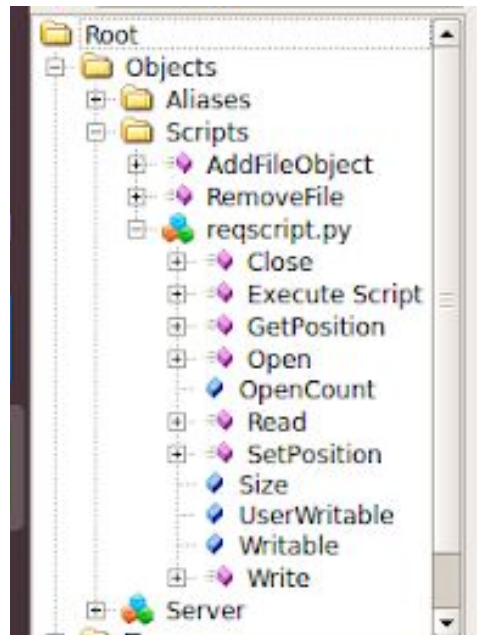 Root
Objects
Aliases
Scripts
AddFileObject
RemoveFile
reqscript.py
Close
Execute Script
GetPosition
Open
OpenCount
Read
SetPosition
Size
UserWritable
Writable
Write
Server